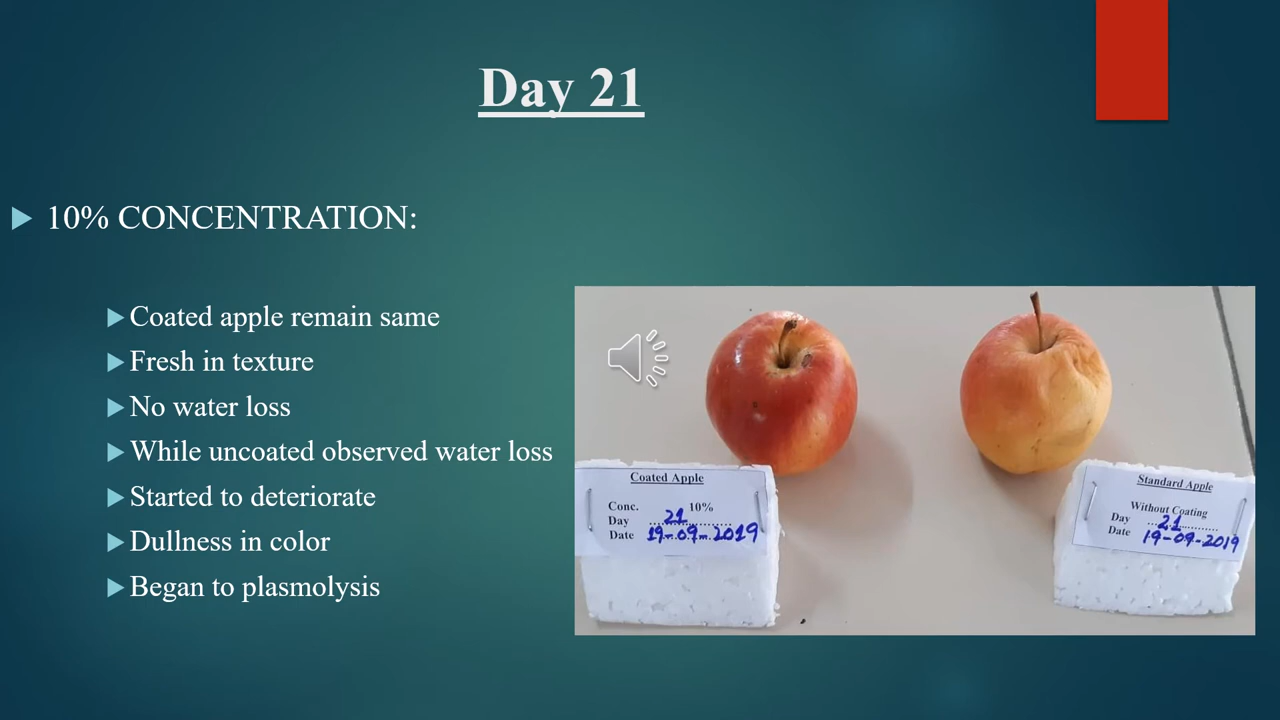 Day 21
10% CONCENTRATION:
Coated apple remain same
Fresh in texture
No water loss
While uncoated observed water loss
Started to deteriorate
Dullness in color
Began to plasmolysis
Coated Apple
Conc. 10%
Day 21
Date 19-09-2019
Standard Apple
Without Coating
Day 21
Date 19-09-2019